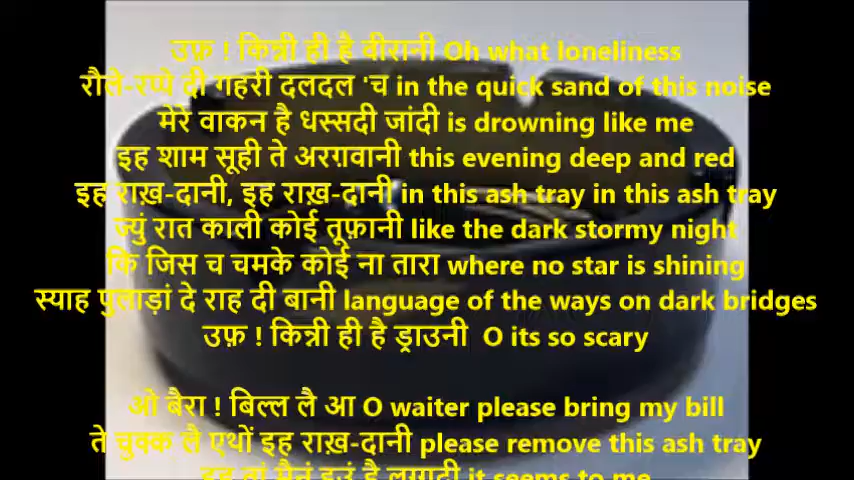 उफ़ ! किन्नी ही है वीरानी Oh what loneliness
रौले-रप्पे दी गहरी दलदल 'च in the quick sand of this noise
मेरे वाकन है धस्सदी जांदी is drowning like me
इह शाम सूही ते अरग़वानी this evening deep and red
इह राख़-दानी, इह राख़-दानी in this ash tray in this ash tray
ज्युं रात काली कोई तूफ़ानी like the dark stormy night
कि जिस च चमके कोई ना तारा where no star is shining
स्याह पुलाड़ां दे राह दी बानी language of the ways on dark bridges
उफ़ ! किन्नी ही है ड्राउनी O its so scary
ओ बैरा ! बिल्ल लै आ O waiter please bring my bill
ते चुक्क लै एथों इह राख़-दानी please remove this ash tray
इह तां मैनूं इउं है लग्गदी it seems to me